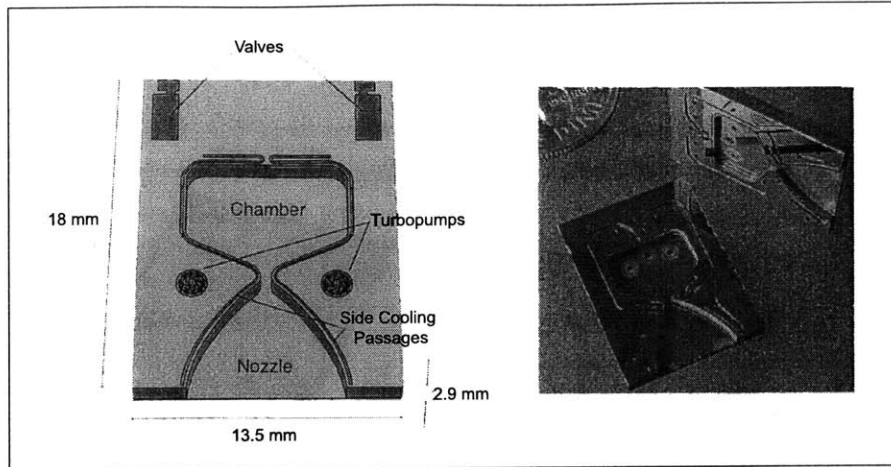 Valves
Chamber
18 mm
Turbopumps
Side Cooling
Passages
Nozzle
2.9 mm
13.5 mm